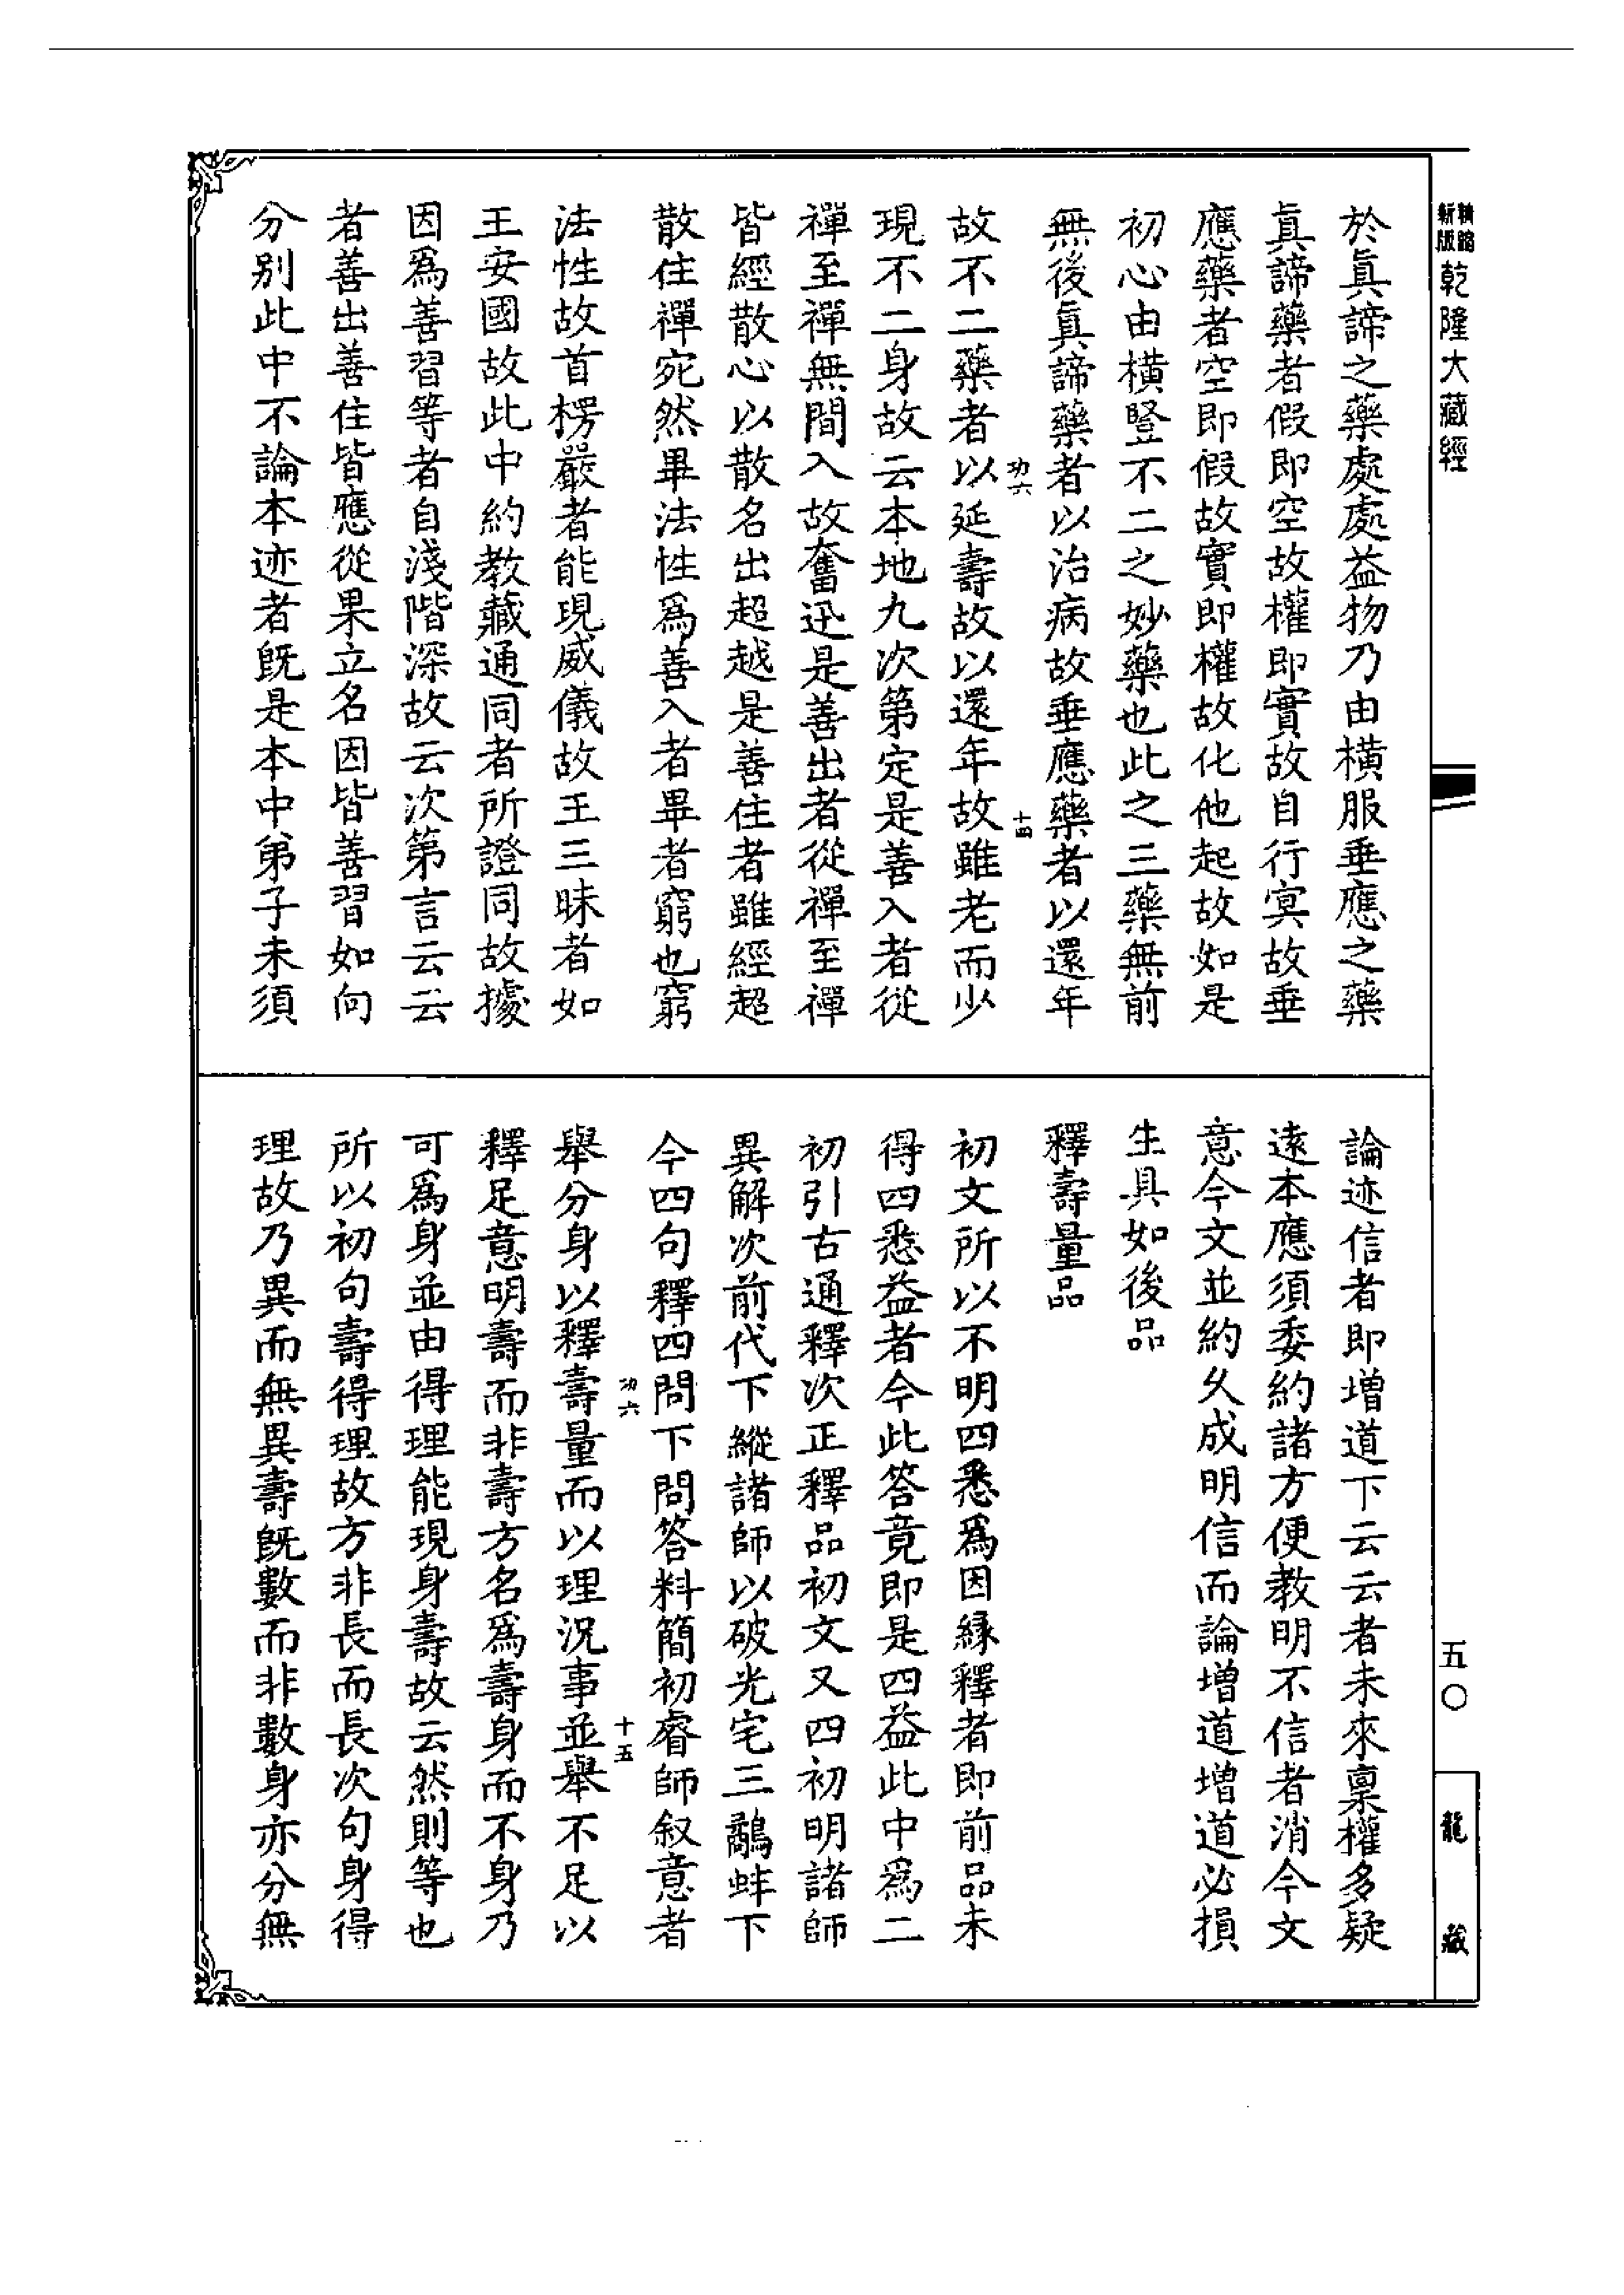 精縮新版乾隆大藏經
於眞諦之藥處處益物乃由橫服垂應之藥
眞諦藥者假即空故權即實故自行冥故垂
應藥者空即假故實即權故化他起故如是
初心由橫豎不二之妙藥也此之三藥無前
無後眞諦藥者以治病故垂應藥者以還年
功六
十四
故不二藥者以延壽故以還年故雖老而少
現不二身故云本地九次第定是善入者從
禪至禪無間入故奮迅是善出者從禪至禪
皆經散心以散名出超越是善住者雖經超
散住禪宛然畢法性爲善入者畢者窮也窮
法性故首楞嚴者能現威儀故王三昧者如
王安國故此中約教藏通同者所證同故據
因爲善習等者自淺階深故云次第言云云
者善出善住皆應從果立名因皆善習如向
分別此中不論本迹者既是本中弟子未須
論迹信者即增道下云云者未來稟權多疑
遠本應須委約諸方便教明不信者消今文
意今文並約久成明信而論增道增道必損
生具如後品
釋壽量品
初文所以不明四悉爲因緣釋者即前品末
得四悉益者今此答竟即是四益此中爲二
初引古通釋次正釋品初文又四初明諸師
異解次前代下縱諸師以破光宅三鷸蚌下
今四句釋四問下問答料簡初睿師叙意者
功六
十五
舉分身以釋壽量而以理況事並舉不足以
釋足意明壽而非壽方名爲壽身而不身乃
可爲身並由得理能現身壽故云然則等也
所以初句壽得理故方非長而長次句身得
理故乃異而無異壽既數而非數身亦分無
五〇
龍藏